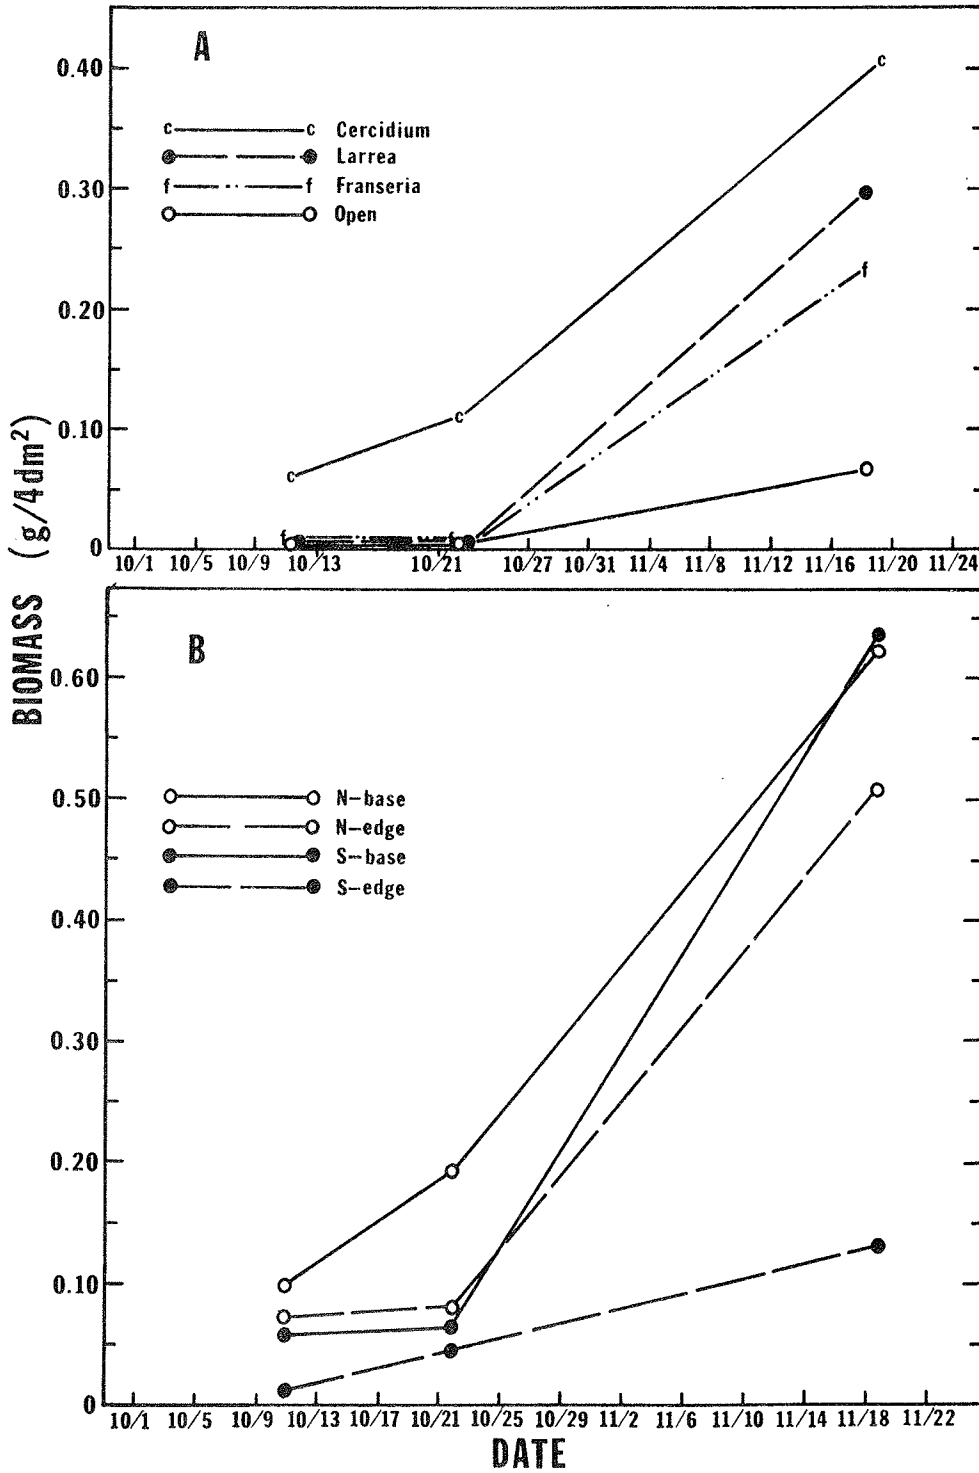 A
0.40
0.30
0.20
0.10
0
c c Cercidium
Larrea
f f Franseria
Open
c
c
c
f
f
f
10/1 10/5 10/9 10/13 10/21 10/27 10/31 11/4 11/8 11/12 11/16 11/20 11/24
BIOMASS (g/4dm²)
B
0.60
0.50
0.40
0.30
0.20
0.10
0
N-base
N-edge
S-base
S-edge
10/1 10/5 10/9 10/13 10/17 10/21 10/25 10/29 11/2 11/6 11/10 11/14 11/18 11/22
DATE